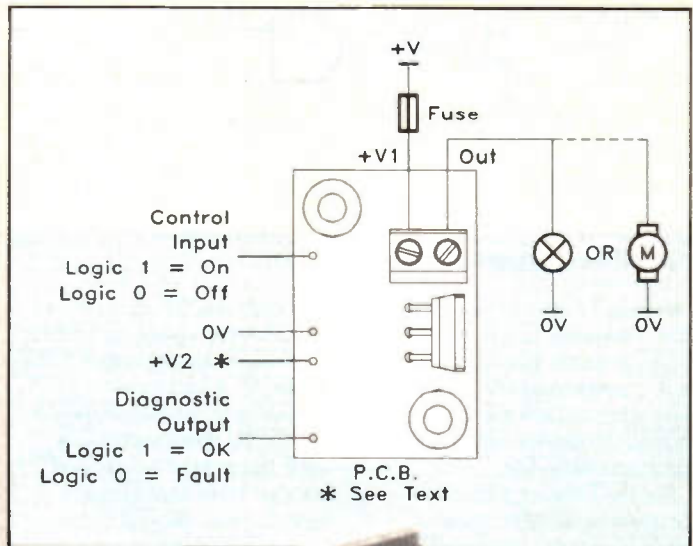 +V
Fuse
+V1
Out
Control
Input
Logic 1 = On
Logic 0 = Off
OR
M
0V
0V
0V
+V2 *
Diagnostic
Output
Logic 1 = OK
Logic 0 = Fault
P.C.B.
* See Text